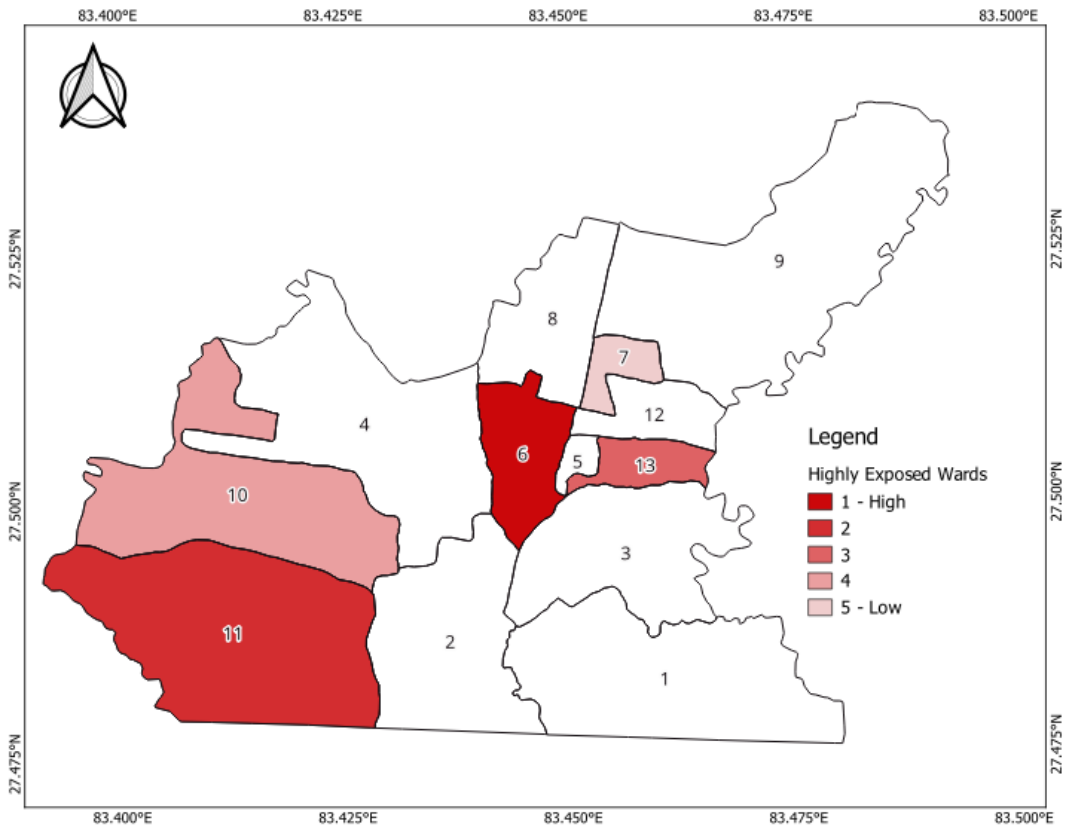 83.400°E 83.425°E 83.450°E 83.475°E 83.500°E
27.525°N 27.525°N
9
8
7
4 12
6 5 13
Legend
Highly Exposed Wards
10
27.500°N 27.500°N
1 - High
2
3
4
5 - Low
3
11 2
1
27.475°N 27.475°N
83.400°E 83.425°E 83.450°E 83.475°E 83.500°E